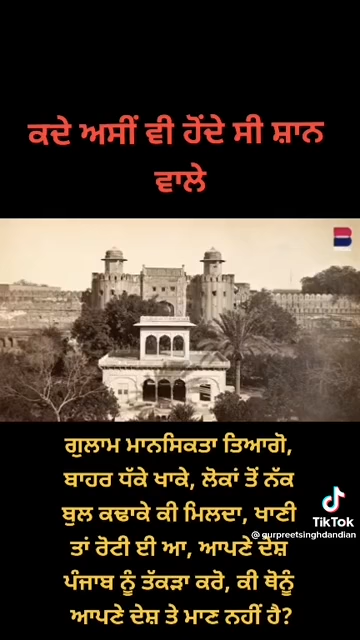 ਕਦੇ ਅਸੀਂ ਵੀ ਹੋਂਦੇ ਸੀ ਸ਼ਾਨ
ਵਾਲੇ
ਗੁਲਾਮ ਮਾਨਸਿਕਤਾ ਤਿਆਗੋ,
ਬਾਹਰ ਧੱਕੇ ਖਾਕੇ, ਲੋਕਾਂ ਤੋਂ ਨੱਕ
ਬੁਲ ਕਢਾਕੇ ਕੀ ਮਿਲਦਾ, ਖਾਣੀ
ਤਾਂ ਰੋਟੀ ਈ ਆ, ਆਪਣੇ ਦੇਸ਼
ਪੰਜਾਬ ਨੂੰ ਤੱਕੜਾ ਕਰੋ, ਕੀ ਥੋਨੂੰ
ਆਪਣੇ ਦੇਸ਼ ਤੇ ਮਾਣ ਨਹੀਂ ਹੈ?
TikTok
@gurpreetsinghdandian